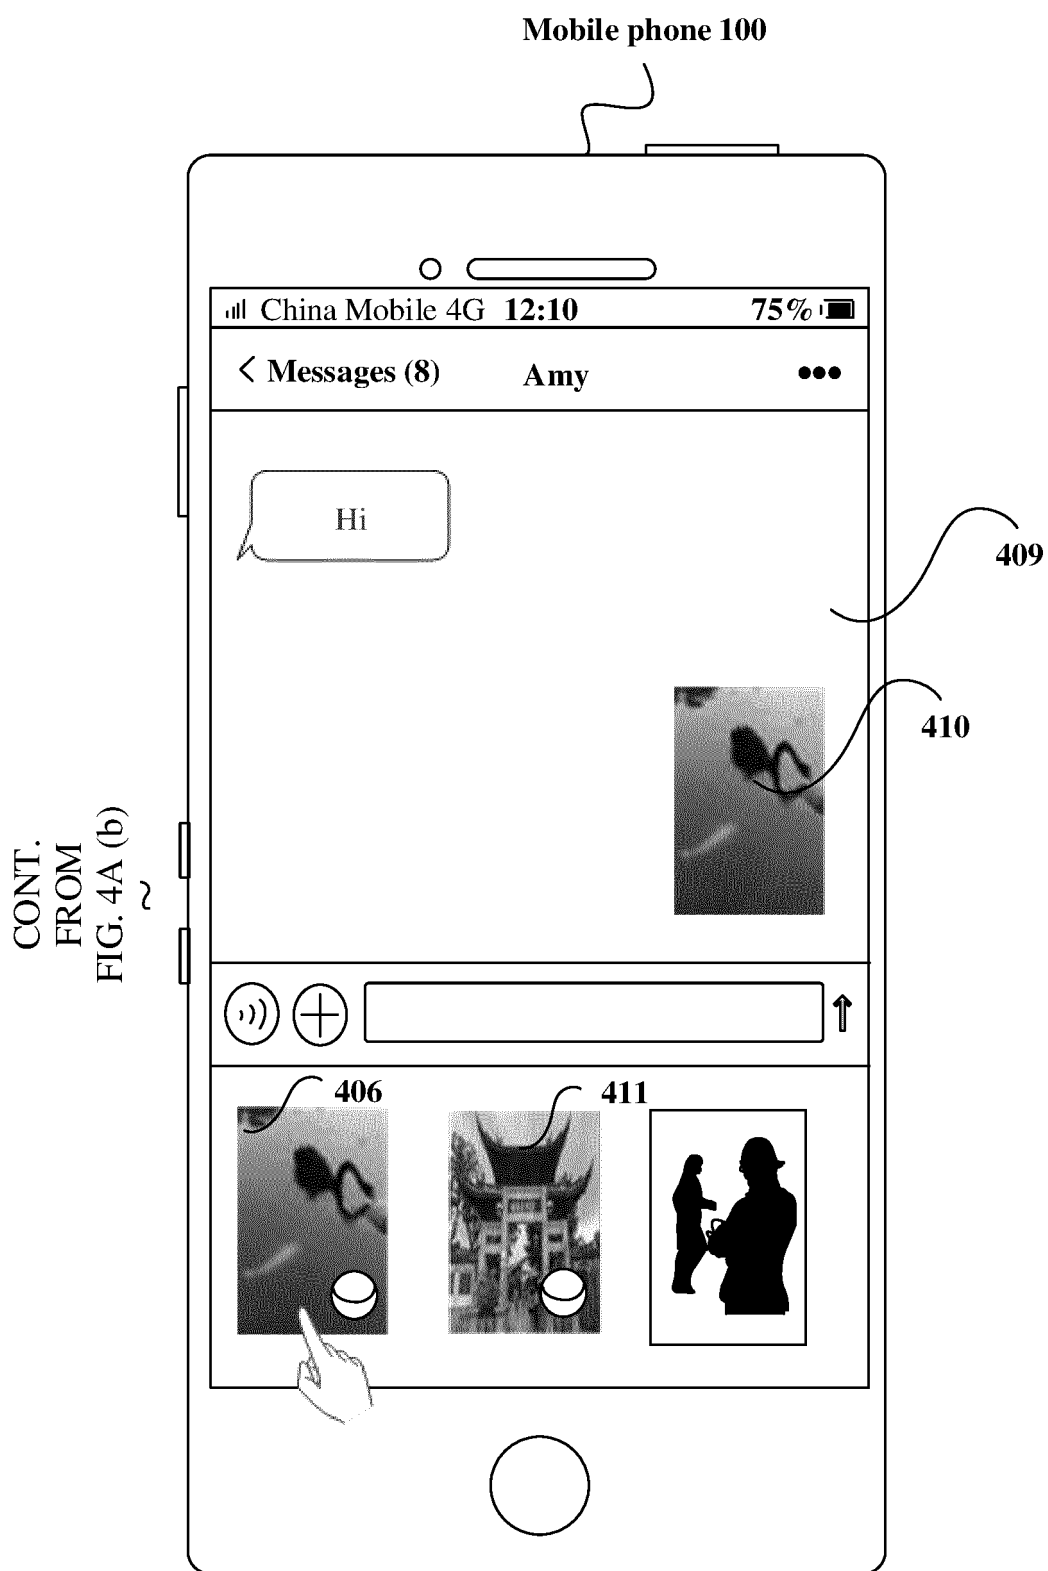 Mobile phone 100
China Mobile 4G 12:10 75%
Messages (8) Amy
Hi
409
410
CONT.
FROM
FIG. 4A (b)
~
406 411